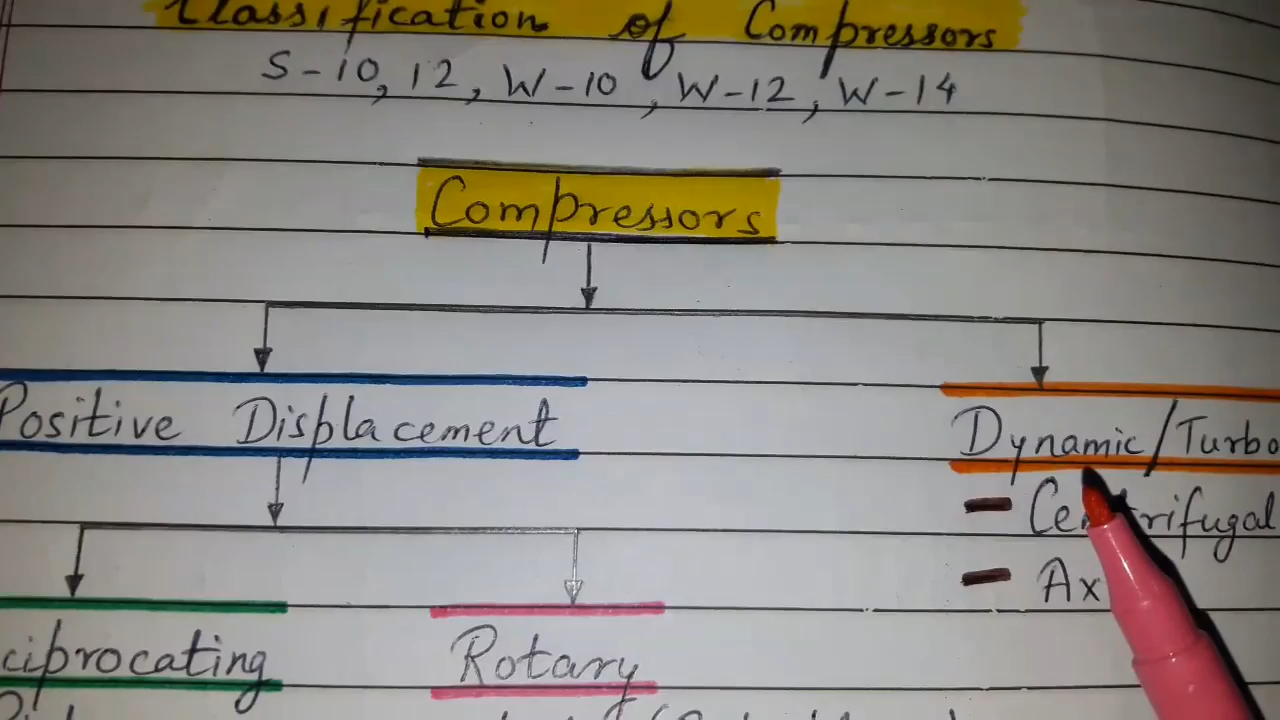 Classification of Compressors
S-10, 12, W-10, W-12, W-14
Compressors
Positive Displacement
Dynamic/Turbo
- Centrifugal
- Ax
ciprocating
Rotary